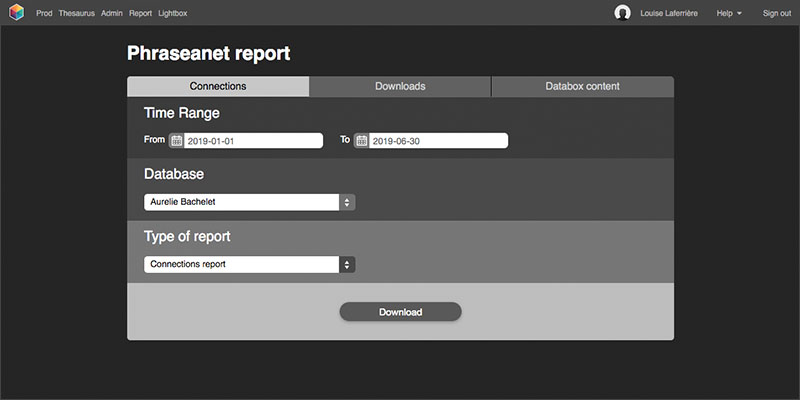 Prod Thesaurus Admin Report Lightbox Louise Laferrière Help Sign out
Phraseanet report
Connections Downloads Databox content
Time Range
From 2019-01-01 To 2019-06-30
Database
Aurelie Bachelet
Type of report
Connections report
Download